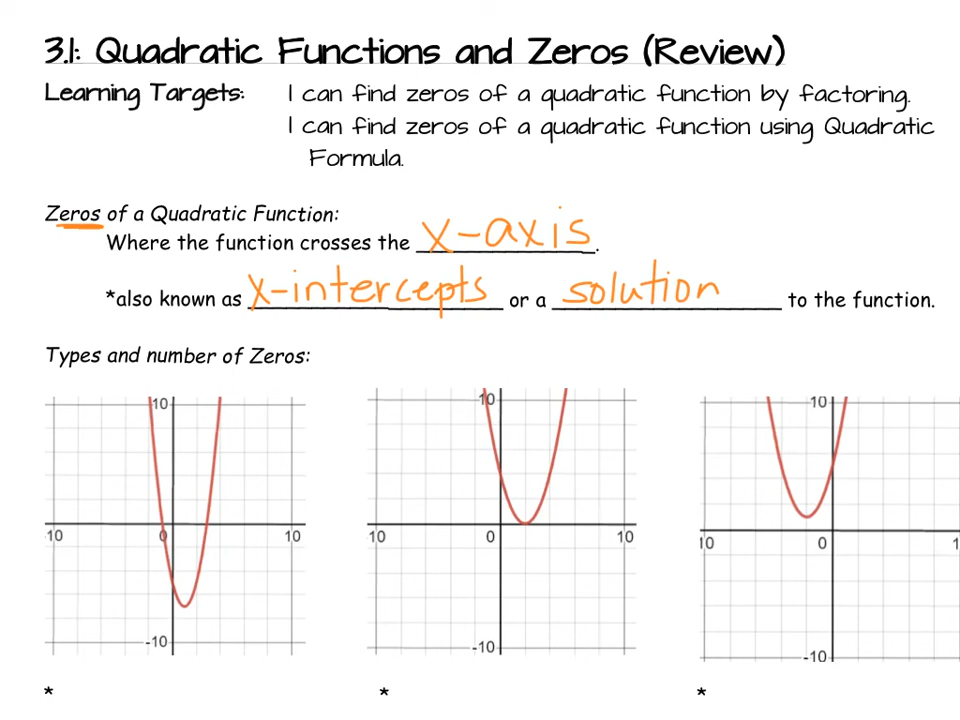 3.1: Quadratic Functions and Zeros (Review)
Learning Targets: I can find zeros of a quadratic function by factoring.
I can find zeros of a quadratic function using Quadratic
Formula.
Zeros of a Quadratic Function:
Where the function crosses the x-axis.
*also known as x-intercepts or a solution to the function.
Types and number of Zeros:
10 10 10
-10 0 10 10 0 10 10 0 1
-10 -10 -10
* * *